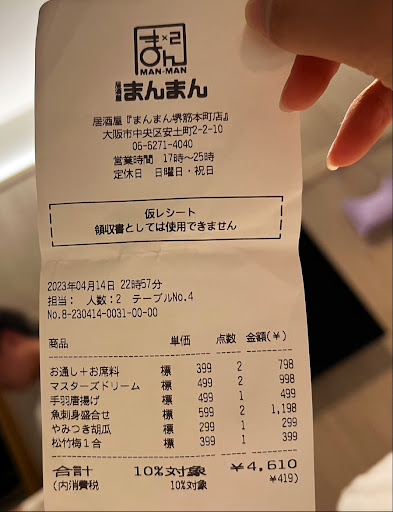 ま×2
ん
MAN-MAN
居酒屋 まんまん
居酒屋『まんまん堺筋本町店』
大阪市中央区安土町2-2-10
06-6271-4040
営業時間 17時〜25時
定休日 日曜日・祝日
仮レシート
領収書としては使用できません
2023年04月14日 22時57分
担当: 人数:2 テーブルNo.4
No.8-230414-0031-00-00
商品 単価 点数 金額(¥)
お通し+お席料 標 399 2 798
マスターズドリーム 標 499 2 998
手羽唐揚げ 標 499 1 499
魚刺身盛合せ 標 599 2 1,198
やみつき胡瓜 標 299 1 299
松竹梅1合 標 399 1 399
合計 10%対象 ¥4,610
(内消費税 10%対象 ¥419)